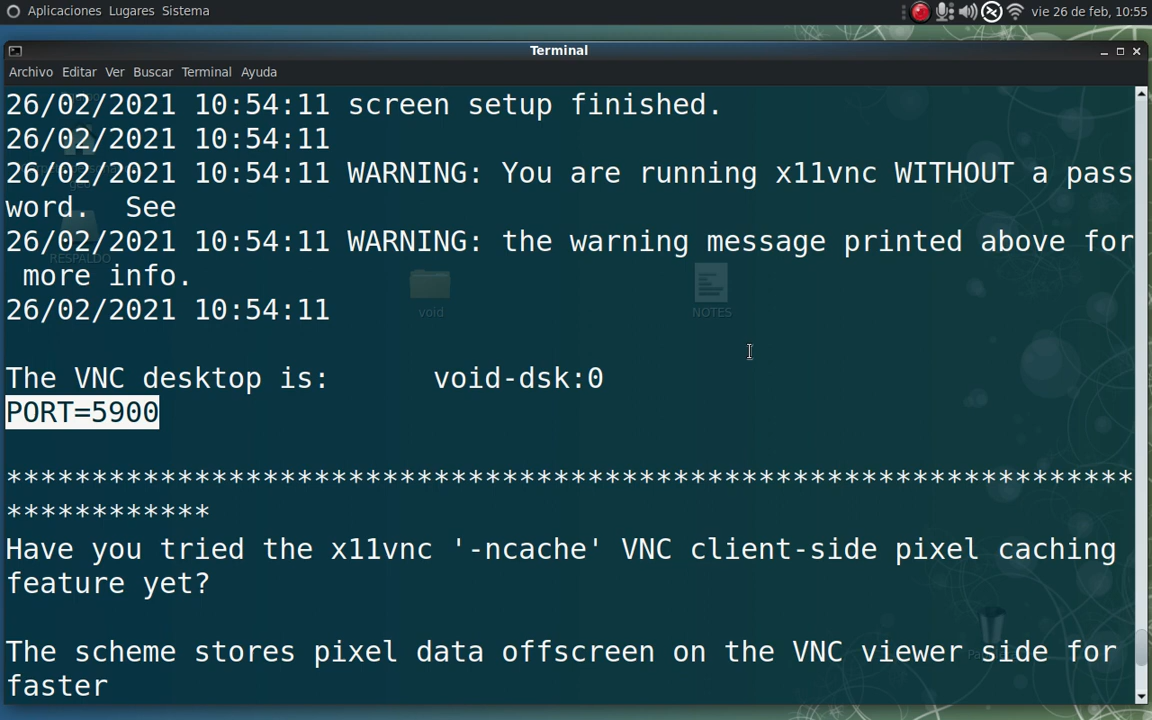 Aplicaciones Lugares Sistema
vie 26 de feb, 10:55
Terminal
Archivo Editar Ver Buscar Terminal Ayuda
26/02/2021 10:54:11 screen setup finished.
26/02/2021 10:54:11
26/02/2021 10:54:11 WARNING: You are running x11vnc WITHOUT a pass
word.  See
26/02/2021 10:54:11 WARNING: the warning message printed above for
 more info.
26/02/2021 10:54:11
RESPALDO
void
NOTES
The VNC desktop is:      void-dsk:0
PORT=5900
******************************************************************
************
Have you tried the x11vnc '-ncache' VNC client-side pixel caching
feature yet?
The scheme stores pixel data offscreen on the VNC viewer side for
faster